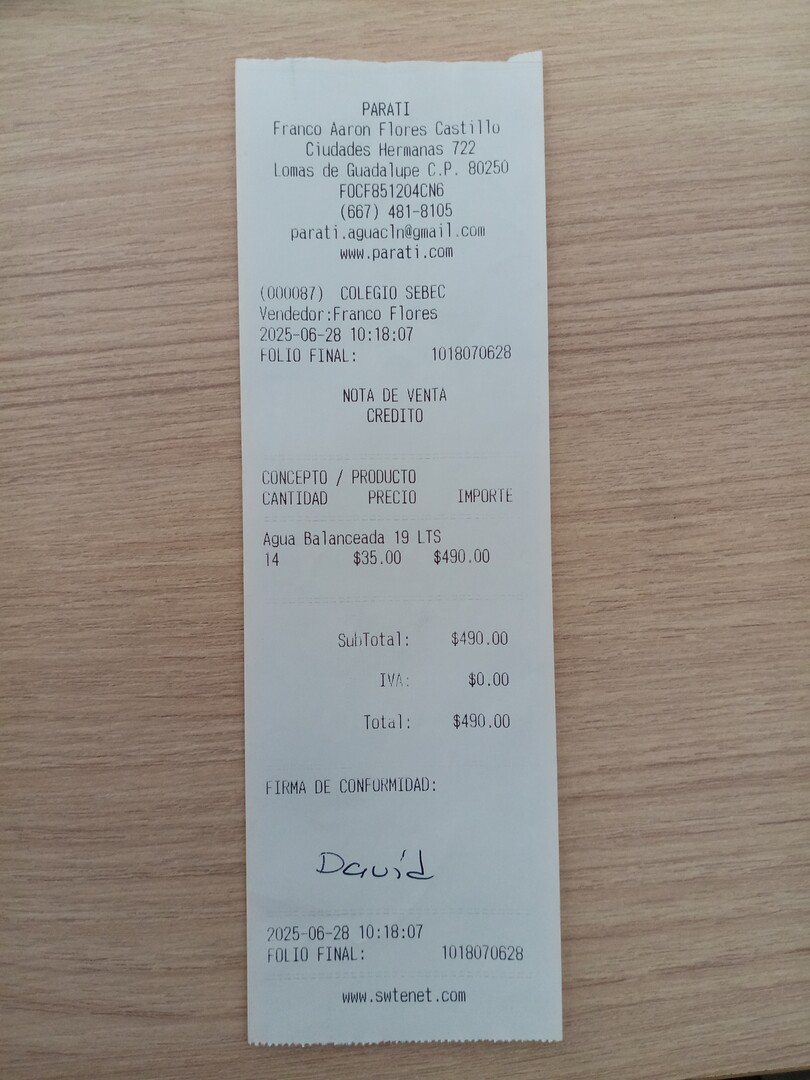 PARATI
Franco Aaron Flores Castillo
Ciudades Hermanas 722
Lomas de Guadalupe C.P. 80250
FOCF851204CN6
(667) 481-8105
parati.aguacln@gmail.com
www.parati.com
(000087) COLEGIO SEBEC
Vendedor:Franco Flores
2025-06-28 10:18:07
FOLIO FINAL: 1018070628
NOTA DE VENTA
CREDITO
CONCEPTO / PRODUCTO
CANTIDAD PRECIO IMPORTE
Agua Balanceada 19 LTS
14 $35.00 $490.00
SubTotal: $490.00
IVA: $0.00
Total: $490.00
FIRMA DE CONFORMIDAD:
David
2025-06-28 10:18:07
FOLIO FINAL: 1018070628
www.swtenet.com